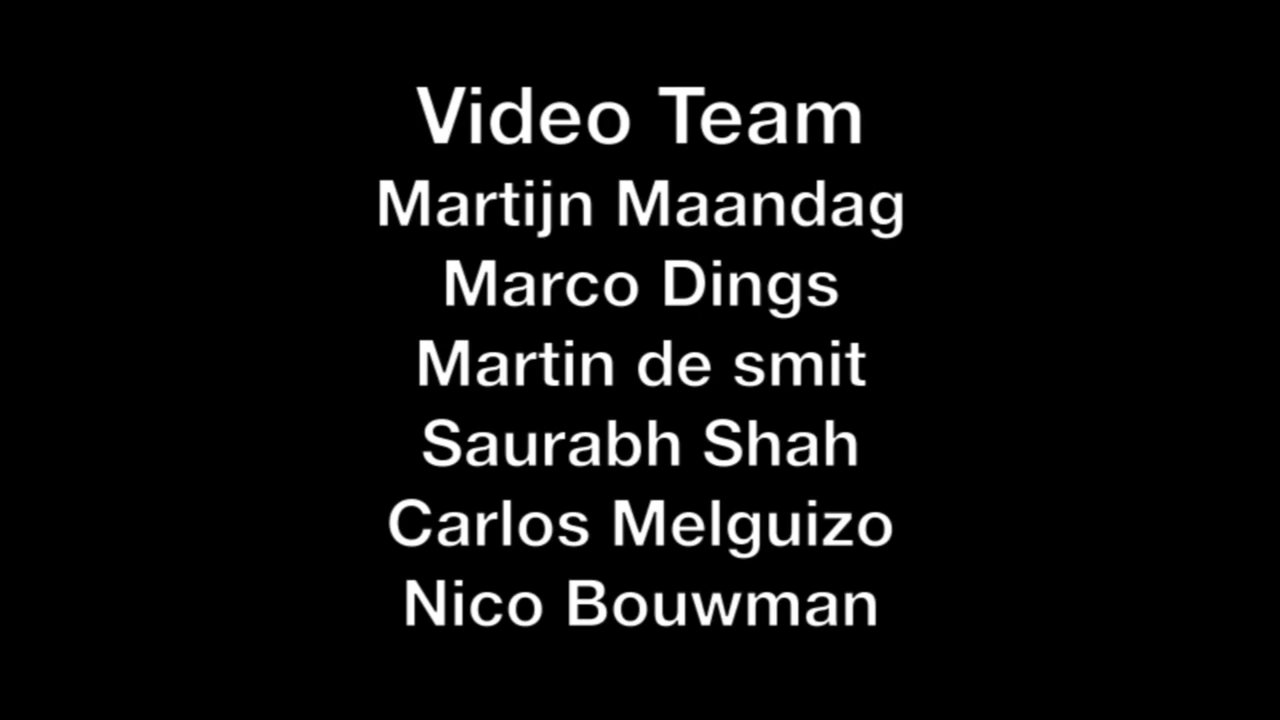 Video Team
Martijn Maandag
Marco Dings
Martin de smit
Saurabh Shah
Carlos Melguizo
Nico Bouwman